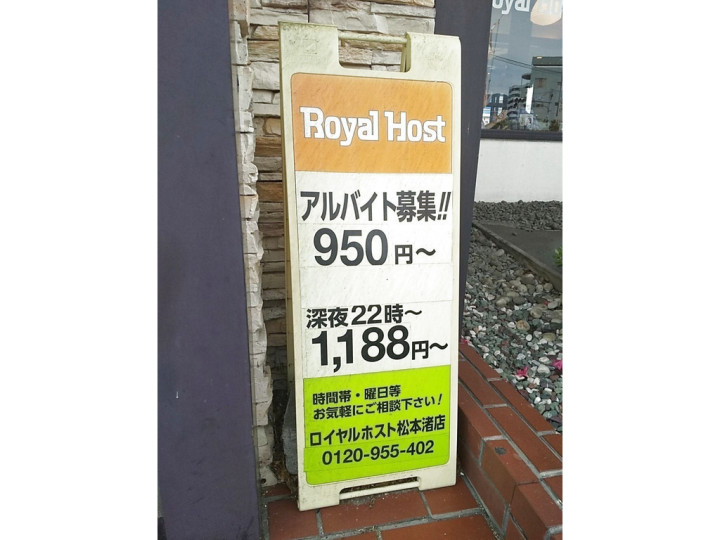 Royal Host
アルバイト募集!!
950円~
深夜22時~
1,188円~
時間帯・曜日等
お気軽にご相談下さい!
ロイヤルホスト松本渚店
0120-955-402